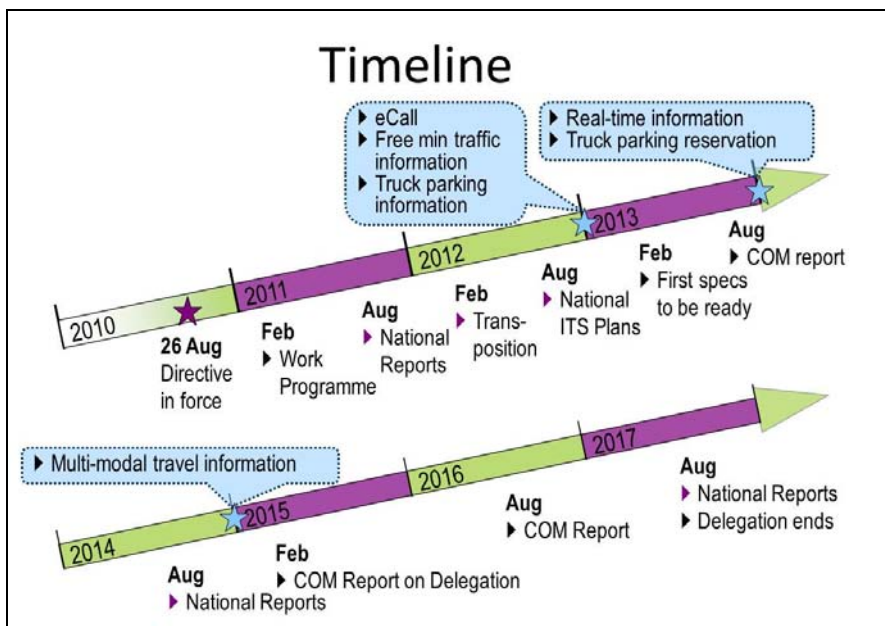 Timeline
▶ eCall
▶ Free min traffic
information
▶ Truck parking
information
▶ Real-time information
▶ Truck parking reservation
2010
2011
2012
2013
26 Aug
Directive
in force
Feb
▶ Work
Programme
Aug
▶ National
Reports
Feb
▶ Trans-
position
Aug
▶ National
ITS Plans
Feb
▶ First specs
to be ready
Aug
▶ COM report
▶ Multi-modal travel information
2014
2015
2016
2017
Aug
▶ National Reports
Feb
▶ COM Report on Delegation
Aug
▶ COM Report
Aug
▶ National Reports
▶ Delegation ends